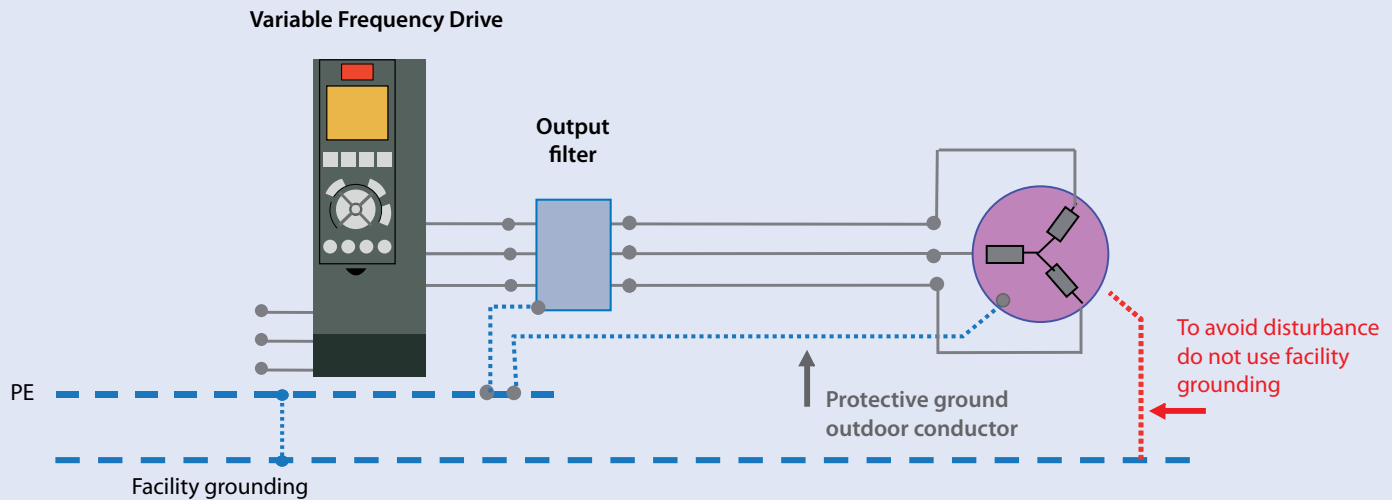 Variable Frequency Drive
Output
filter
To avoid disturbance
do not use facility
grounding
PE
Protective ground
outdoor conductor
Facility grounding